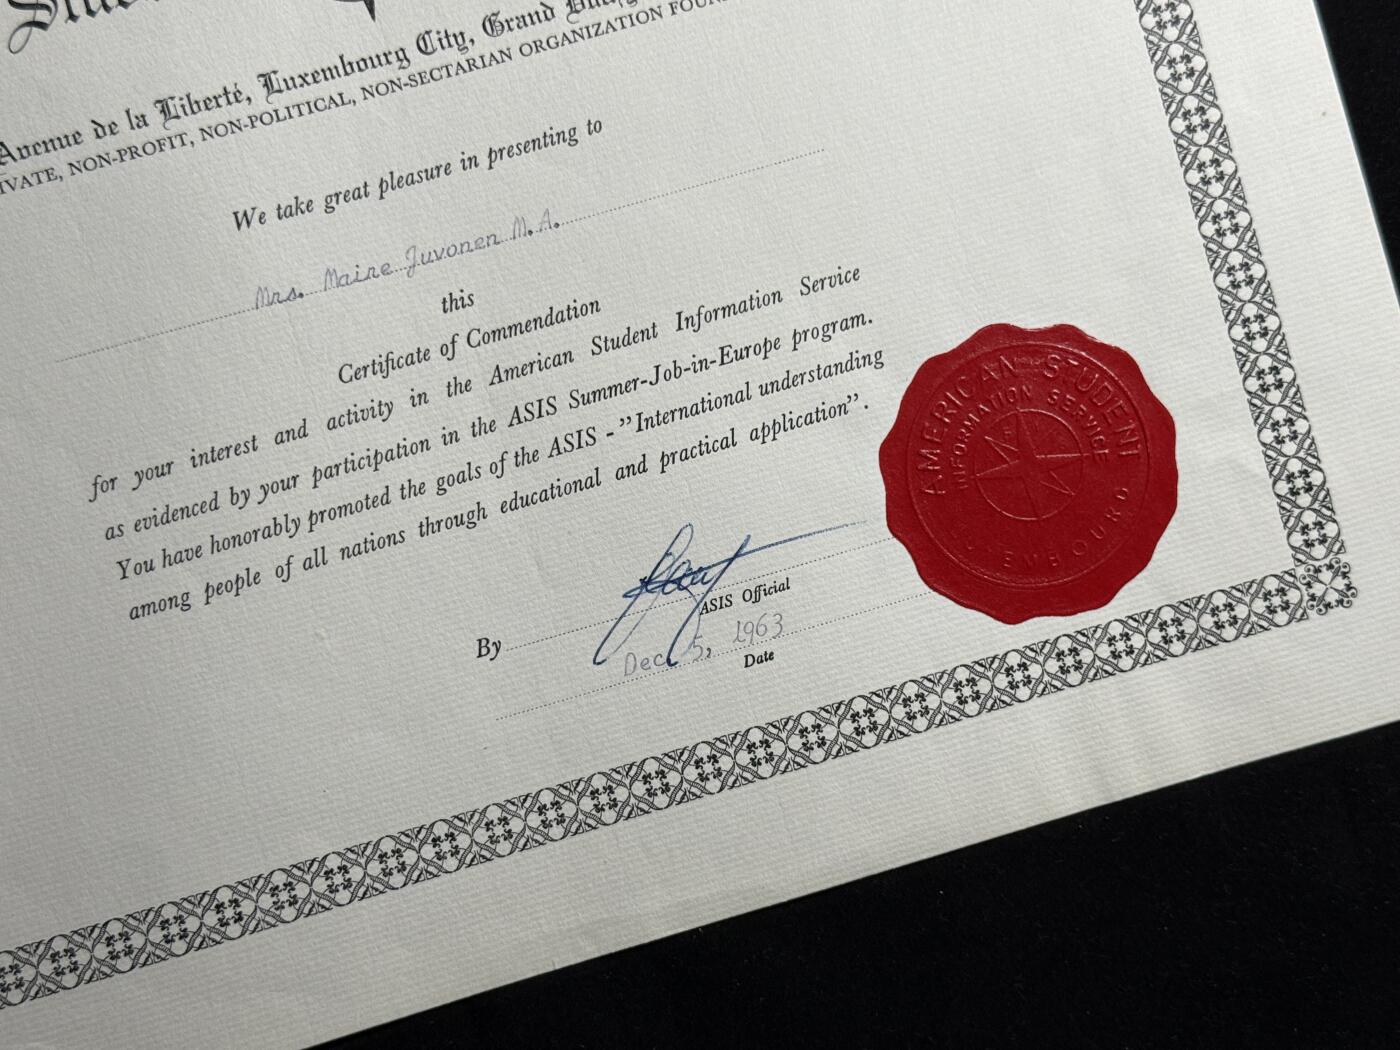 Avenue de la Liberté, Luxembourg City, Grand
NON-PROFIT, NON-POLITICAL, NON-SECTARIAN ORGANIZATION
We take great pleasure in presenting to
Mrs. Maire Juvonen M.A.
this
Certificate of Commendation
for your interest and activity in the American Student Information Service
as evidenced by your participation in the ASIS Summer-Job-in-Europe program.
You have honorably promoted the goals of the ASIS - ”International understanding
among people of all nations through educational and practical application”.
By
ASIS Official
Dec 5, 1963
Date
AMERICAN STUDENT
INFORMATION SERVICE